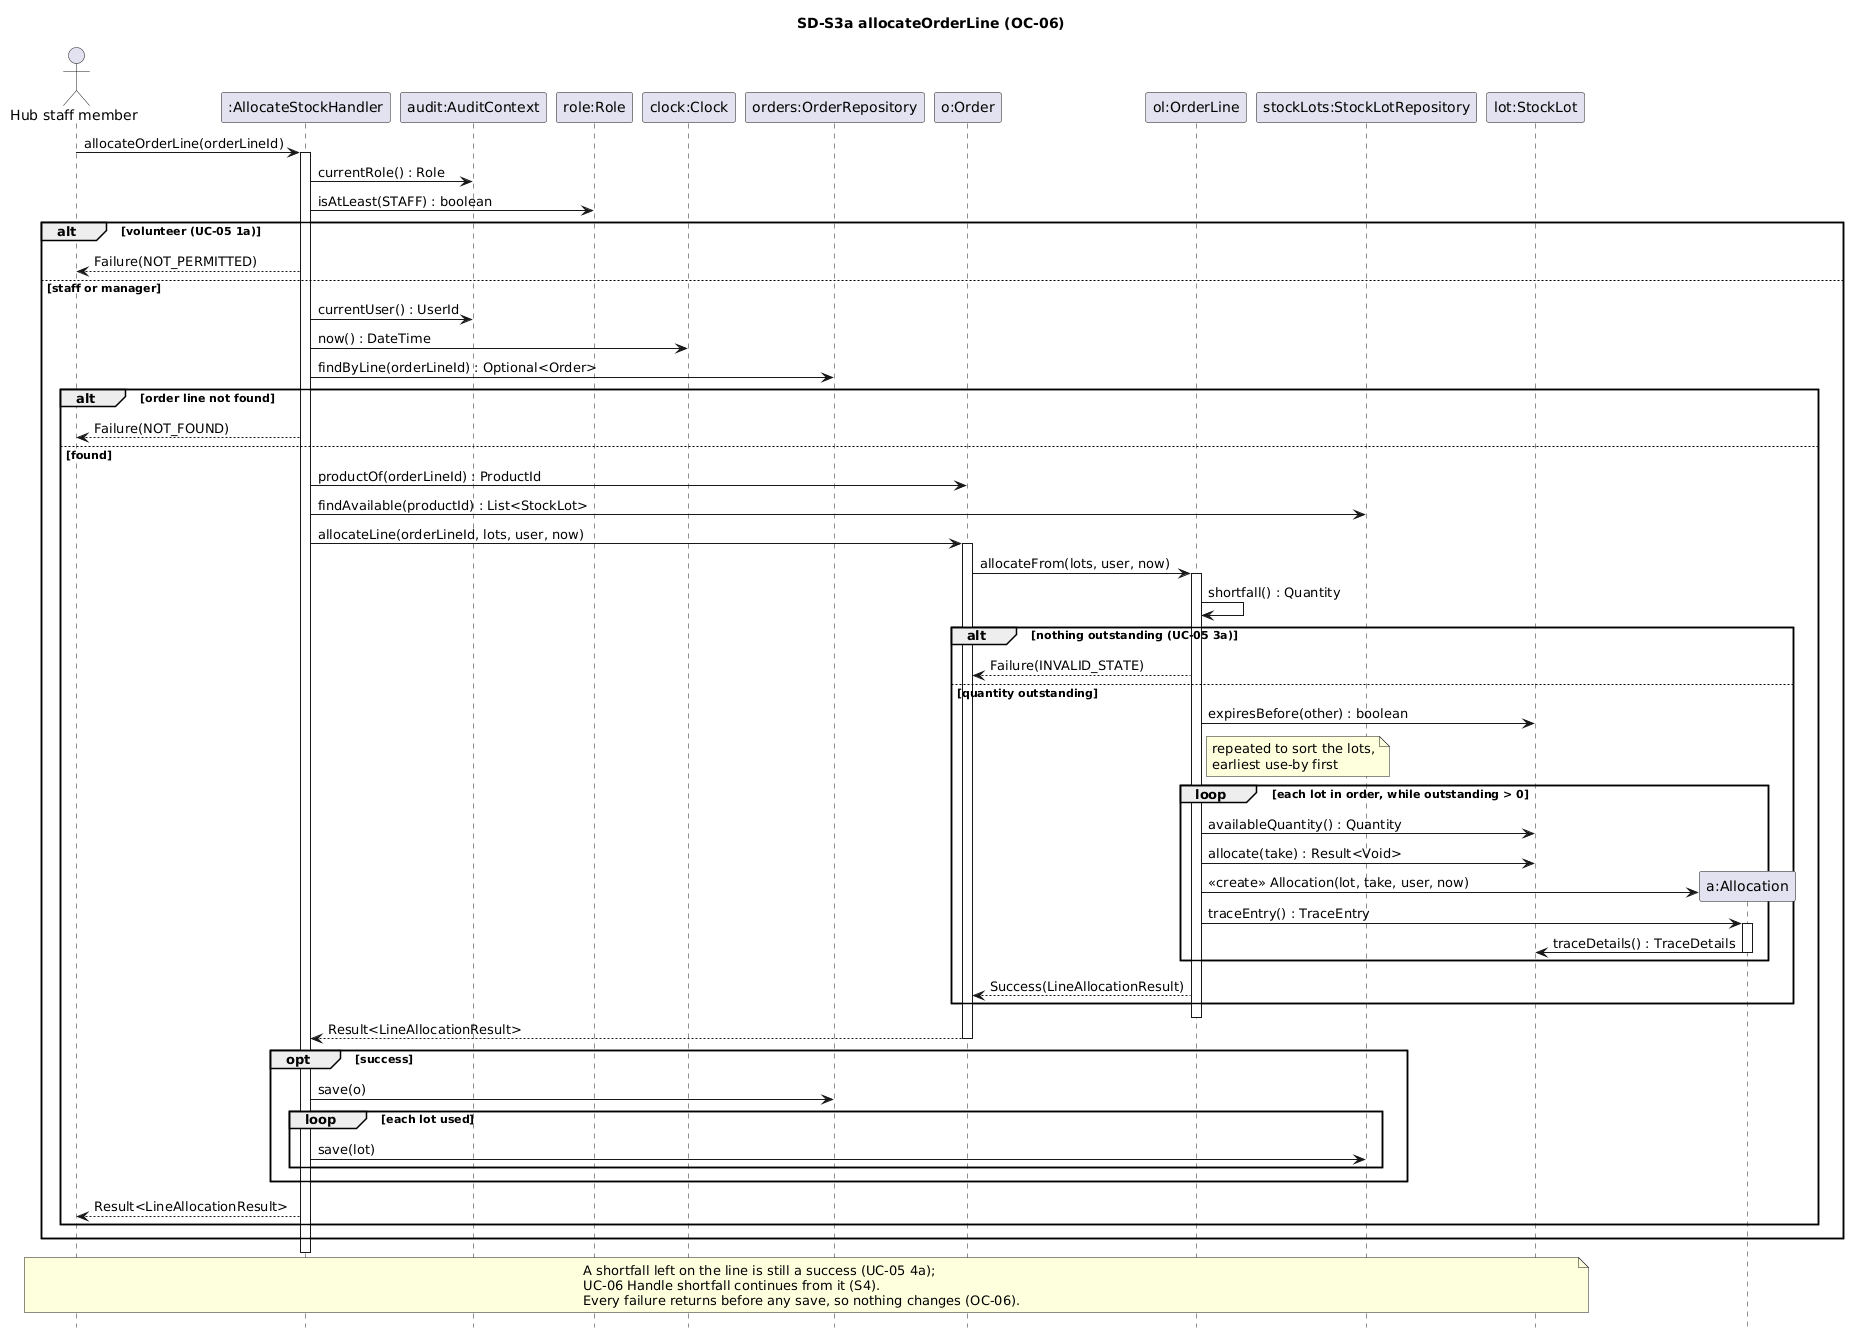 SD-S3a allocateOrderLine (OC-06)
Hub staff member
:AllocateStockHandler
audit:AuditContext
role:Role
clock:Clock
orders:OrderRepository
o:Order
ol:OrderLine
stockLots:StockLotRepository
lot:StockLot
allocateOrderLine(orderLineId)
currentRole() : Role
isAtLeast(STAFF) : boolean
alt
[volunteer (UC-05 1a)]
Failure(NOT_PERMITTED)
[staff or manager]
currentUser() : UserId
now() : DateTime
findByLine(orderLineId) : Optional<Order>
alt
[order line not found]
Failure(NOT_FOUND)
[found]
productOf(orderLineId) : ProductId
findAvailable(productId) : List<StockLot>
allocateLine(orderLineId, lots, user, now)
allocateFrom(lots, user, now)
shortfall() : Quantity
alt
[nothing outstanding (UC-05 3a)]
Failure(INVALID_STATE)
[quantity outstanding]
expiresBefore(other) : boolean
repeated to sort the lots,
earliest use-by first
loop
[each lot in order, while outstanding > 0]
availableQuantity() : Quantity
allocate(take) : Result<Void>
«create» Allocation(lot, take, user, now)
a:Allocation
traceEntry() : TraceEntry
traceDetails() : TraceDetails
Success(LineAllocationResult)
Result<LineAllocationResult>
opt
[success]
save(o)
loop
[each lot used]
save(lot)
Result<LineAllocationResult>
A shortfall left on the line is still a success (UC-05 4a);
UC-06 Handle shortfall continues from it (S4).
Every failure returns before any save, so nothing changes (OC-06).